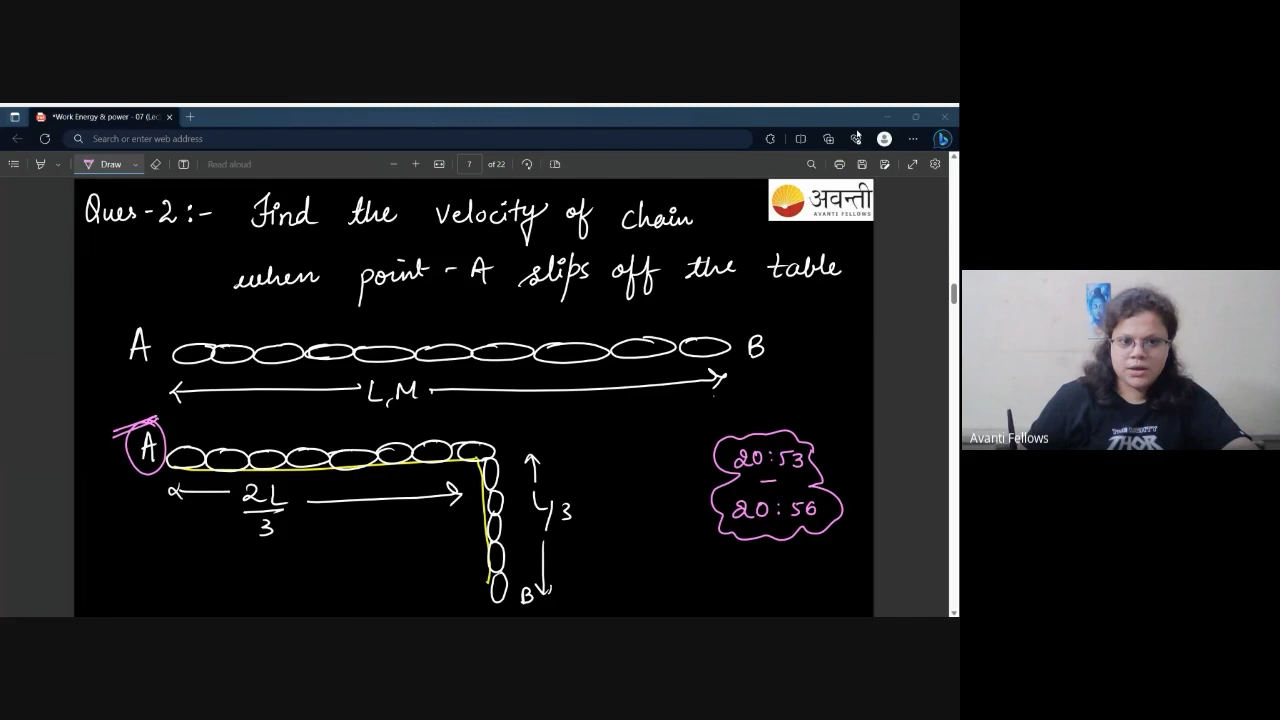 *Work Energy & power - 07 (Lec
Search or enter web address
Draw
Read aloud
7
of 22
Ques-2:- Find the velocity of chain
when point-A slips off the table
अवन्ती
AVANTI FELLOWS
A
B
L,M
A
2L/3
L/3
B
20:53
-
20:56
THOR
Avanti Fellows